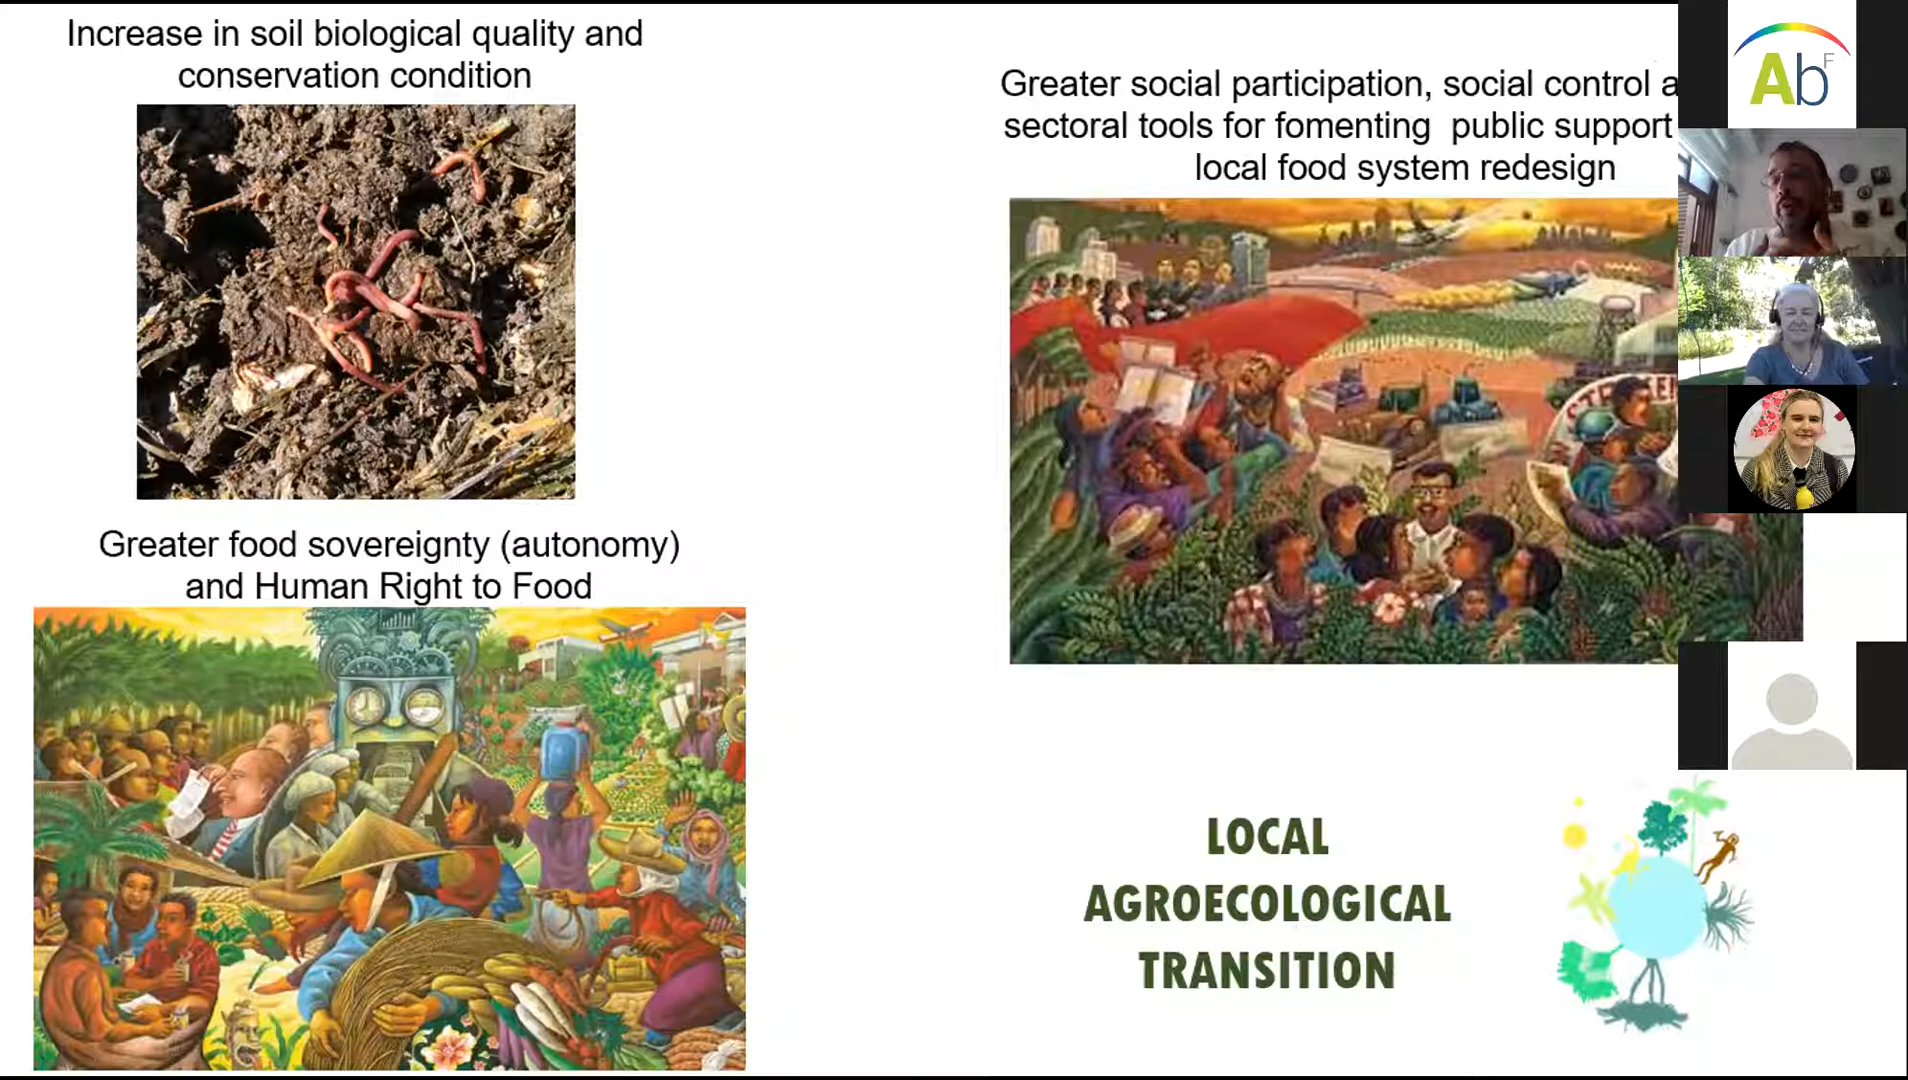 Increase in soil biological quality and
conservation condition
Greater food sovereignty (autonomy)
and Human Right to Food
Greater social participation, social control a
sectoral tools for fomenting public support
local food system redesign
LOCAL
AGROECOLOGICAL
TRANSITION
AbF